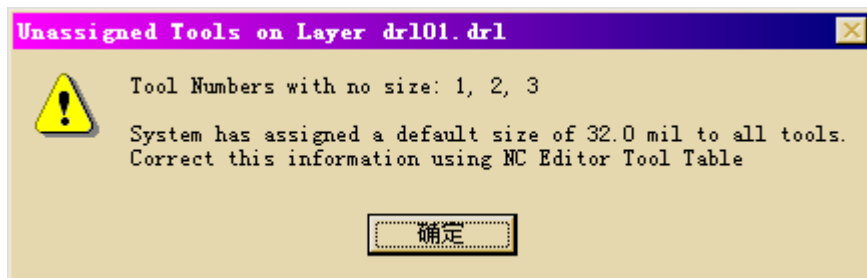 Unassigned Tools on Layer drl01.drl
Tool Numbers with no size: 1, 2, 3
System has assigned a default size of 32.0 mil to all tools.
Correct this information using NC Editor Tool Table
确定